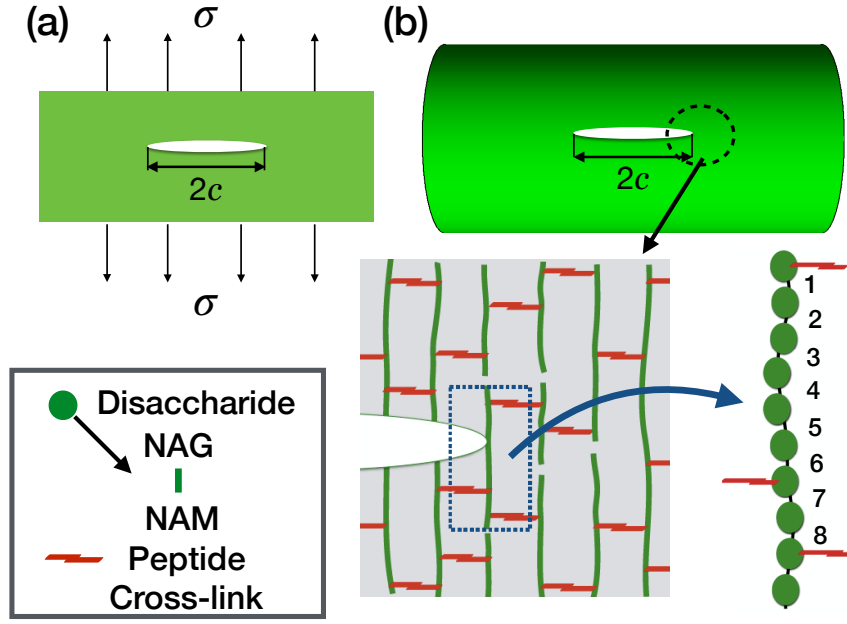 (a)
σ
2c
σ
(b)
2c
Disaccharide
NAG
NAM
Peptide
Cross-link
1
2
3
4
5
6
7
8